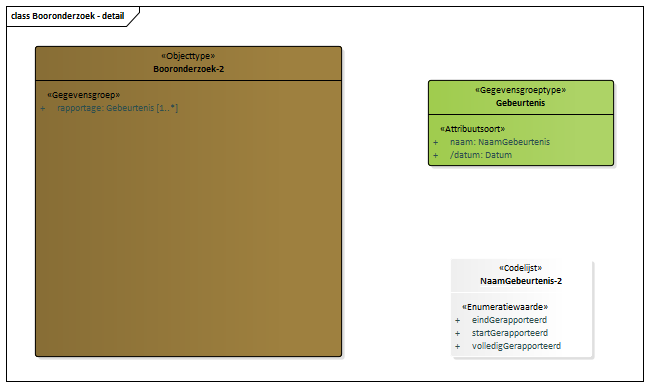 class Booronderzoek - detail
«Objecttype»
Booronderzoek-2
«Gegevensgroep»
+ rapportage: Gebeurtenis [1..*]
«Gegevensgroeptype»
Gebeurtenis
«Attribuutsoort»
+ naam: NaamGebeurtenis
+ /datum: Datum
«Codelijst»
NaamGebeurtenis-2
«Enumeratiewaarde»
+ eindGerapporteerd
+ startGerapporteerd
+ volledigGerapporteerd